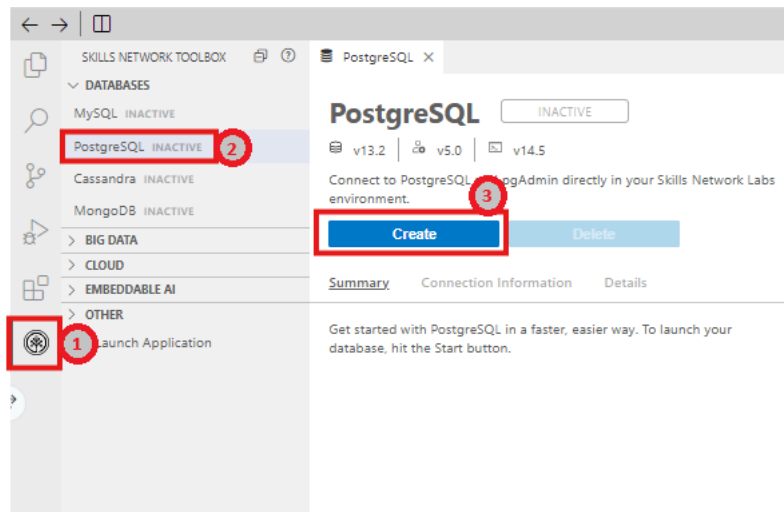 SKILLS NETWORK TOOLBOX
DATABASES
MySQL INACTIVE
PostgreSQL INACTIVE
2
Cassandra INACTIVE
MongoDB INACTIVE
BIG DATA
CLOUD
EMBEDDABLE AI
OTHER
1
Launch Application
PostgreSQL
PostgreSQL INACTIVE
v13.2 v5.0 v14.5
Connect to PostgreSQL pgAdmin directly in your Skills Network Labs
environment.
3
Create Delete
Summary Connection Information Details
Get started with PostgreSQL in a faster, easier way. To launch your
database, hit the Start button.